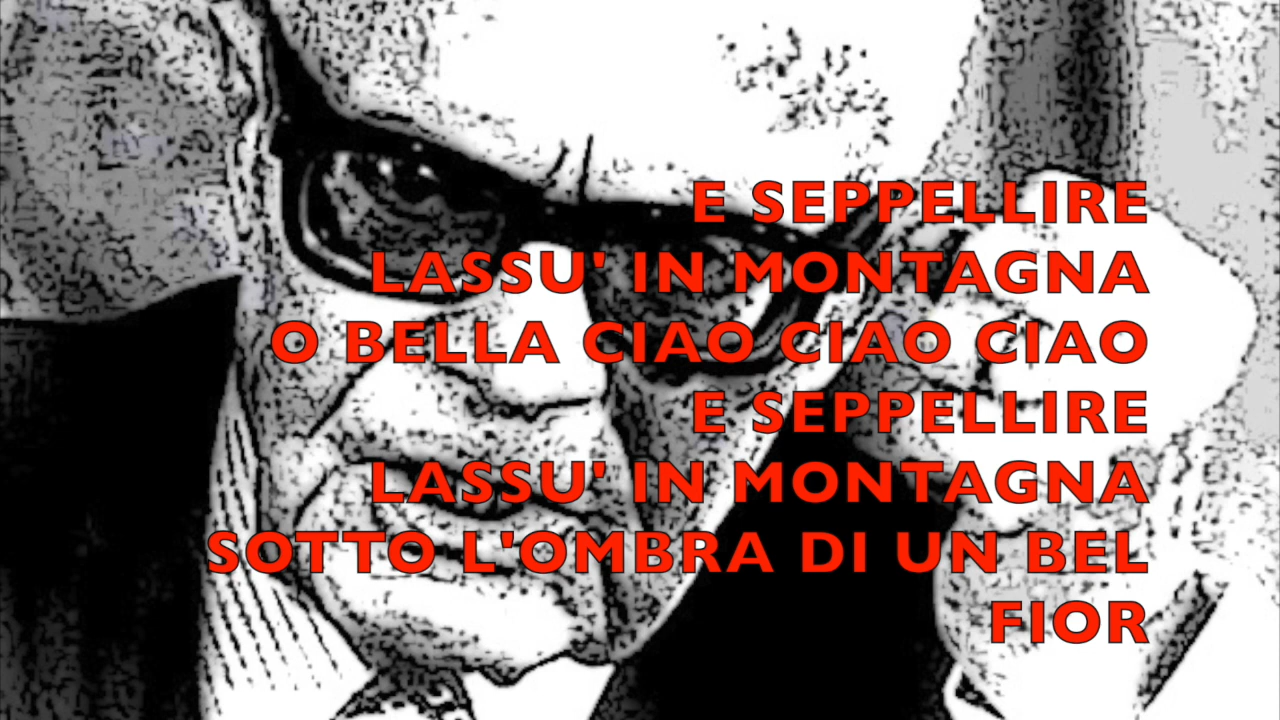 E SEPPELLIRE
LASSU' IN MONTAGNA
O BELLA CIAO CIAO CIAO
E SEPPELLIRE
LASSU' IN MONTAGNA
SOTTO L'OMBRA DI UN BEL
FIOR